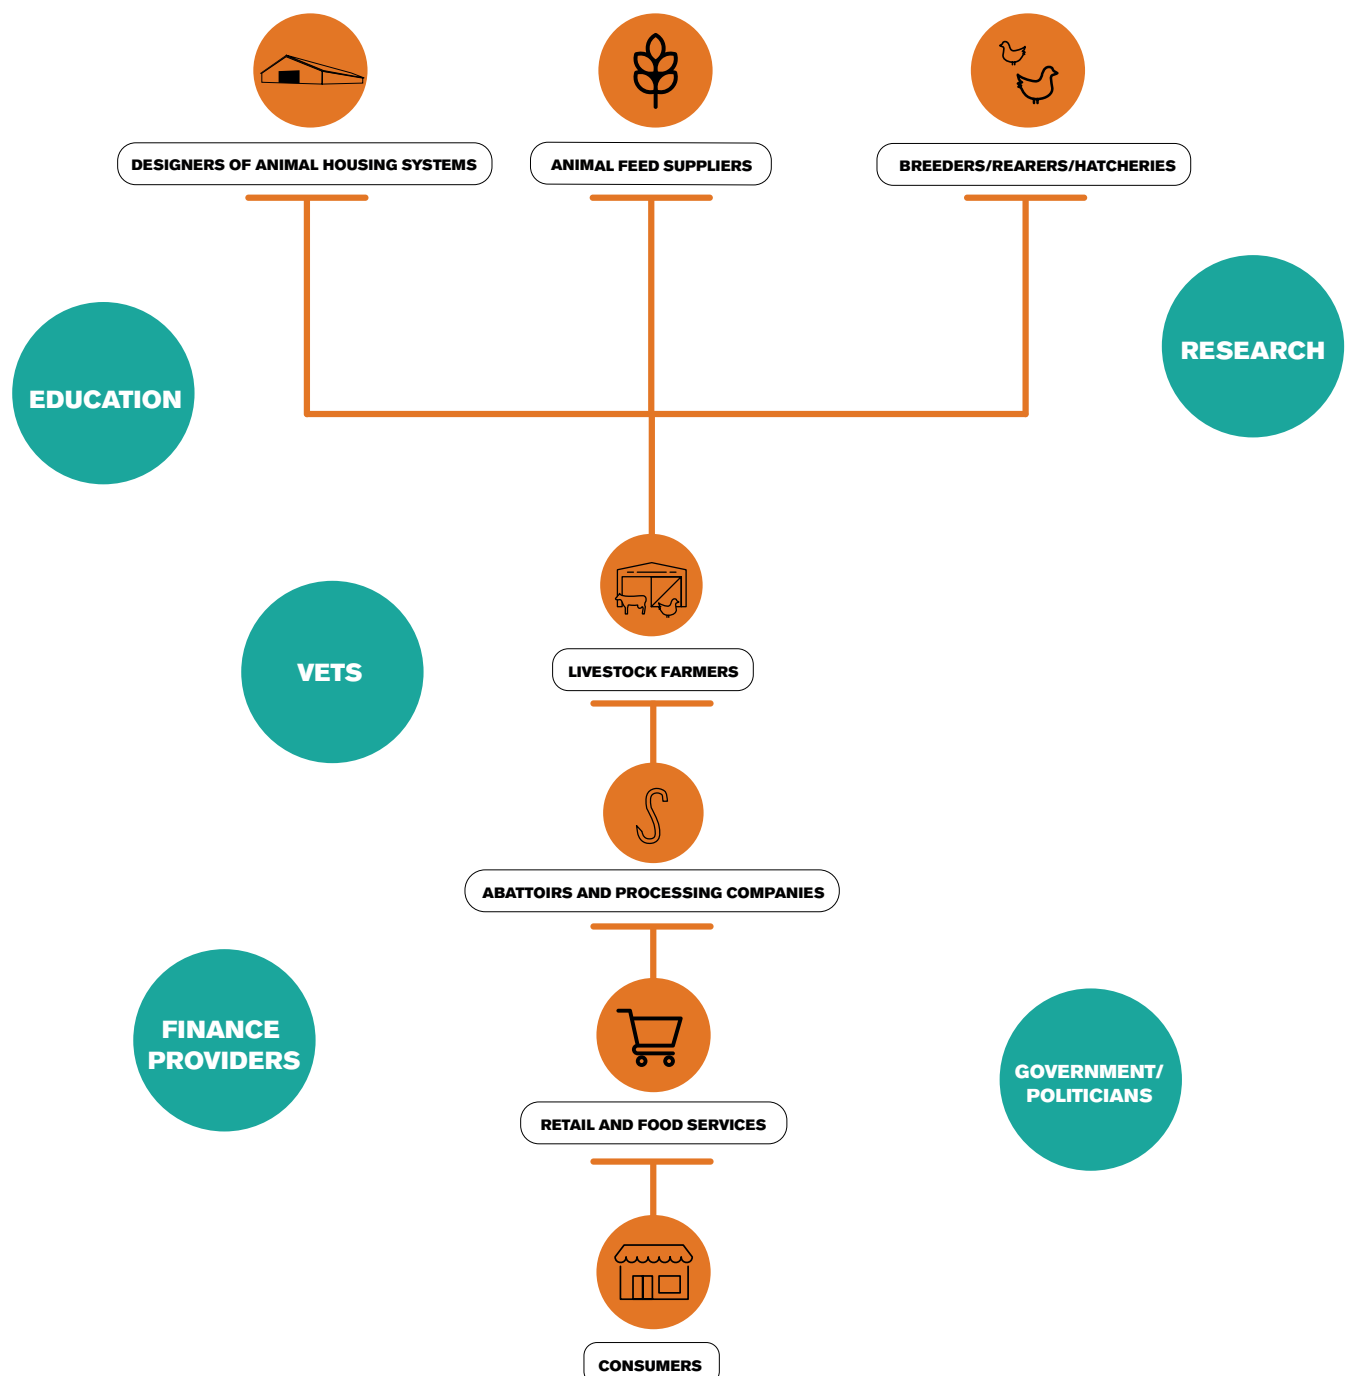 DESIGNERS OF ANIMAL HOUSING SYSTEMS
ANIMAL FEED SUPPLIERS
BREEDERS/REARERS/HATCHERIES
EDUCATION
RESEARCH
VETS
LIVESTOCK FARMERS
ABATTOIRS AND PROCESSING COMPANIES
FINANCE
PROVIDERS
GOVERNMENT/
POLITICIANS
RETAIL AND FOOD SERVICES
CONSUMERS